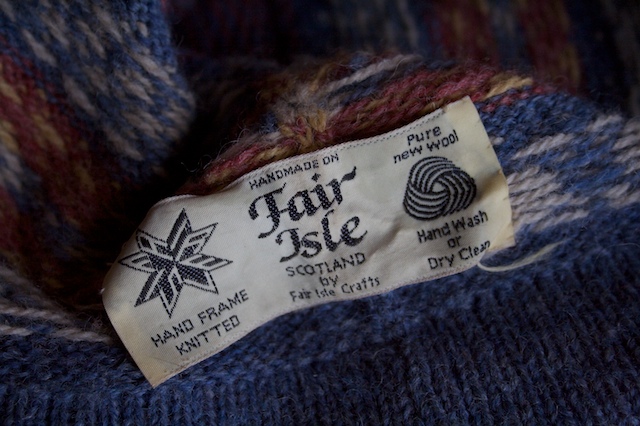 HAND FRAME
KNITTED
HANDMADE ON
Fair
Isle
SCOTLAND
by
Fair Isle Crafts
Pure
new wool
Hand Wash
or
Dry Clean